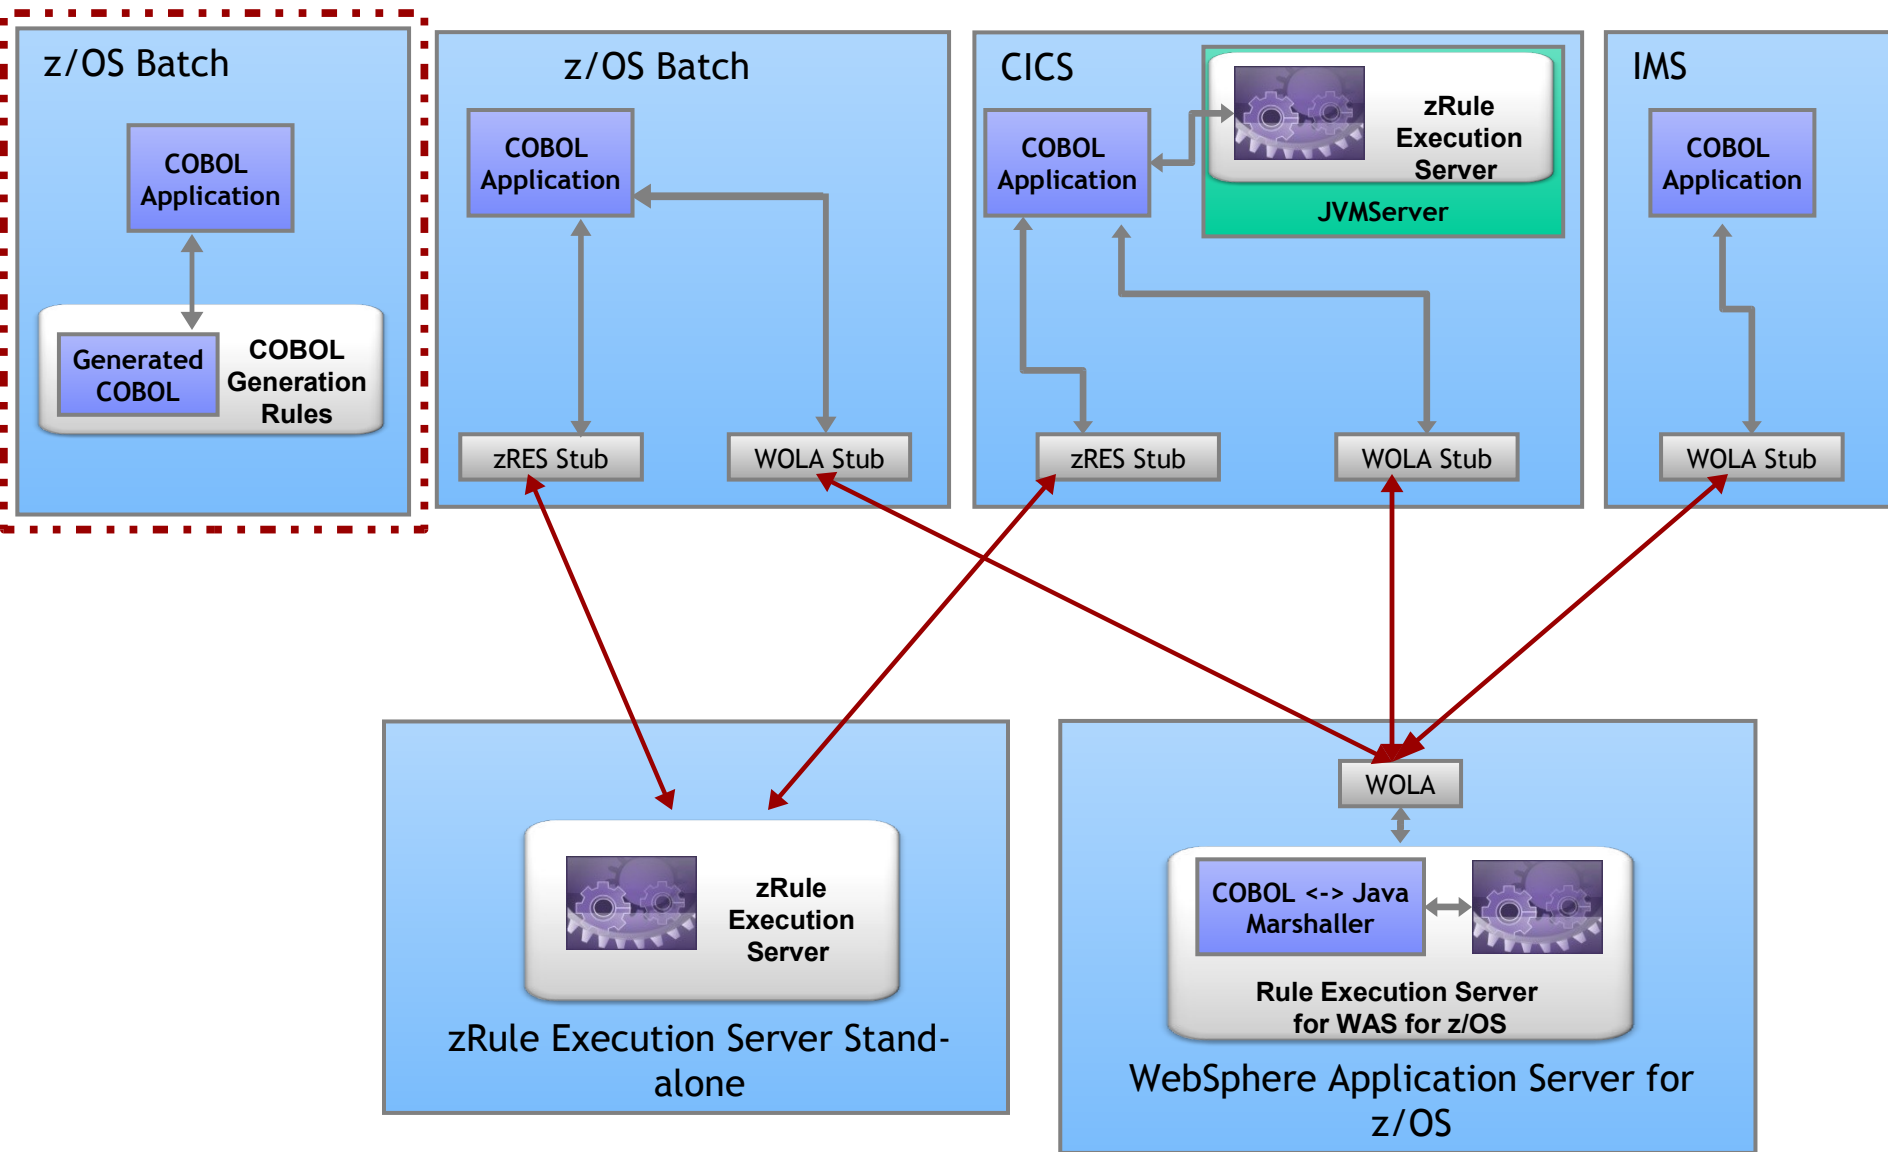 z/OS Batch
COBOL
Application
Generated
COBOL
COBOL
Generation
Rules
z/OS Batch
COBOL
Application
zRES Stub
WOLA Stub
CICS
COBOL
Application
zRule
Execution
Server
JVMServer
zRES Stub
WOLA Stub
IMS
COBOL
Application
WOLA Stub
zRule
Execution
Server
zRule Execution Server Stand-
alone
WOLA
COBOL <-> Java
Marshaller
Rule Execution Server
for WAS for z/OS
WebSphere Application Server for
z/OS